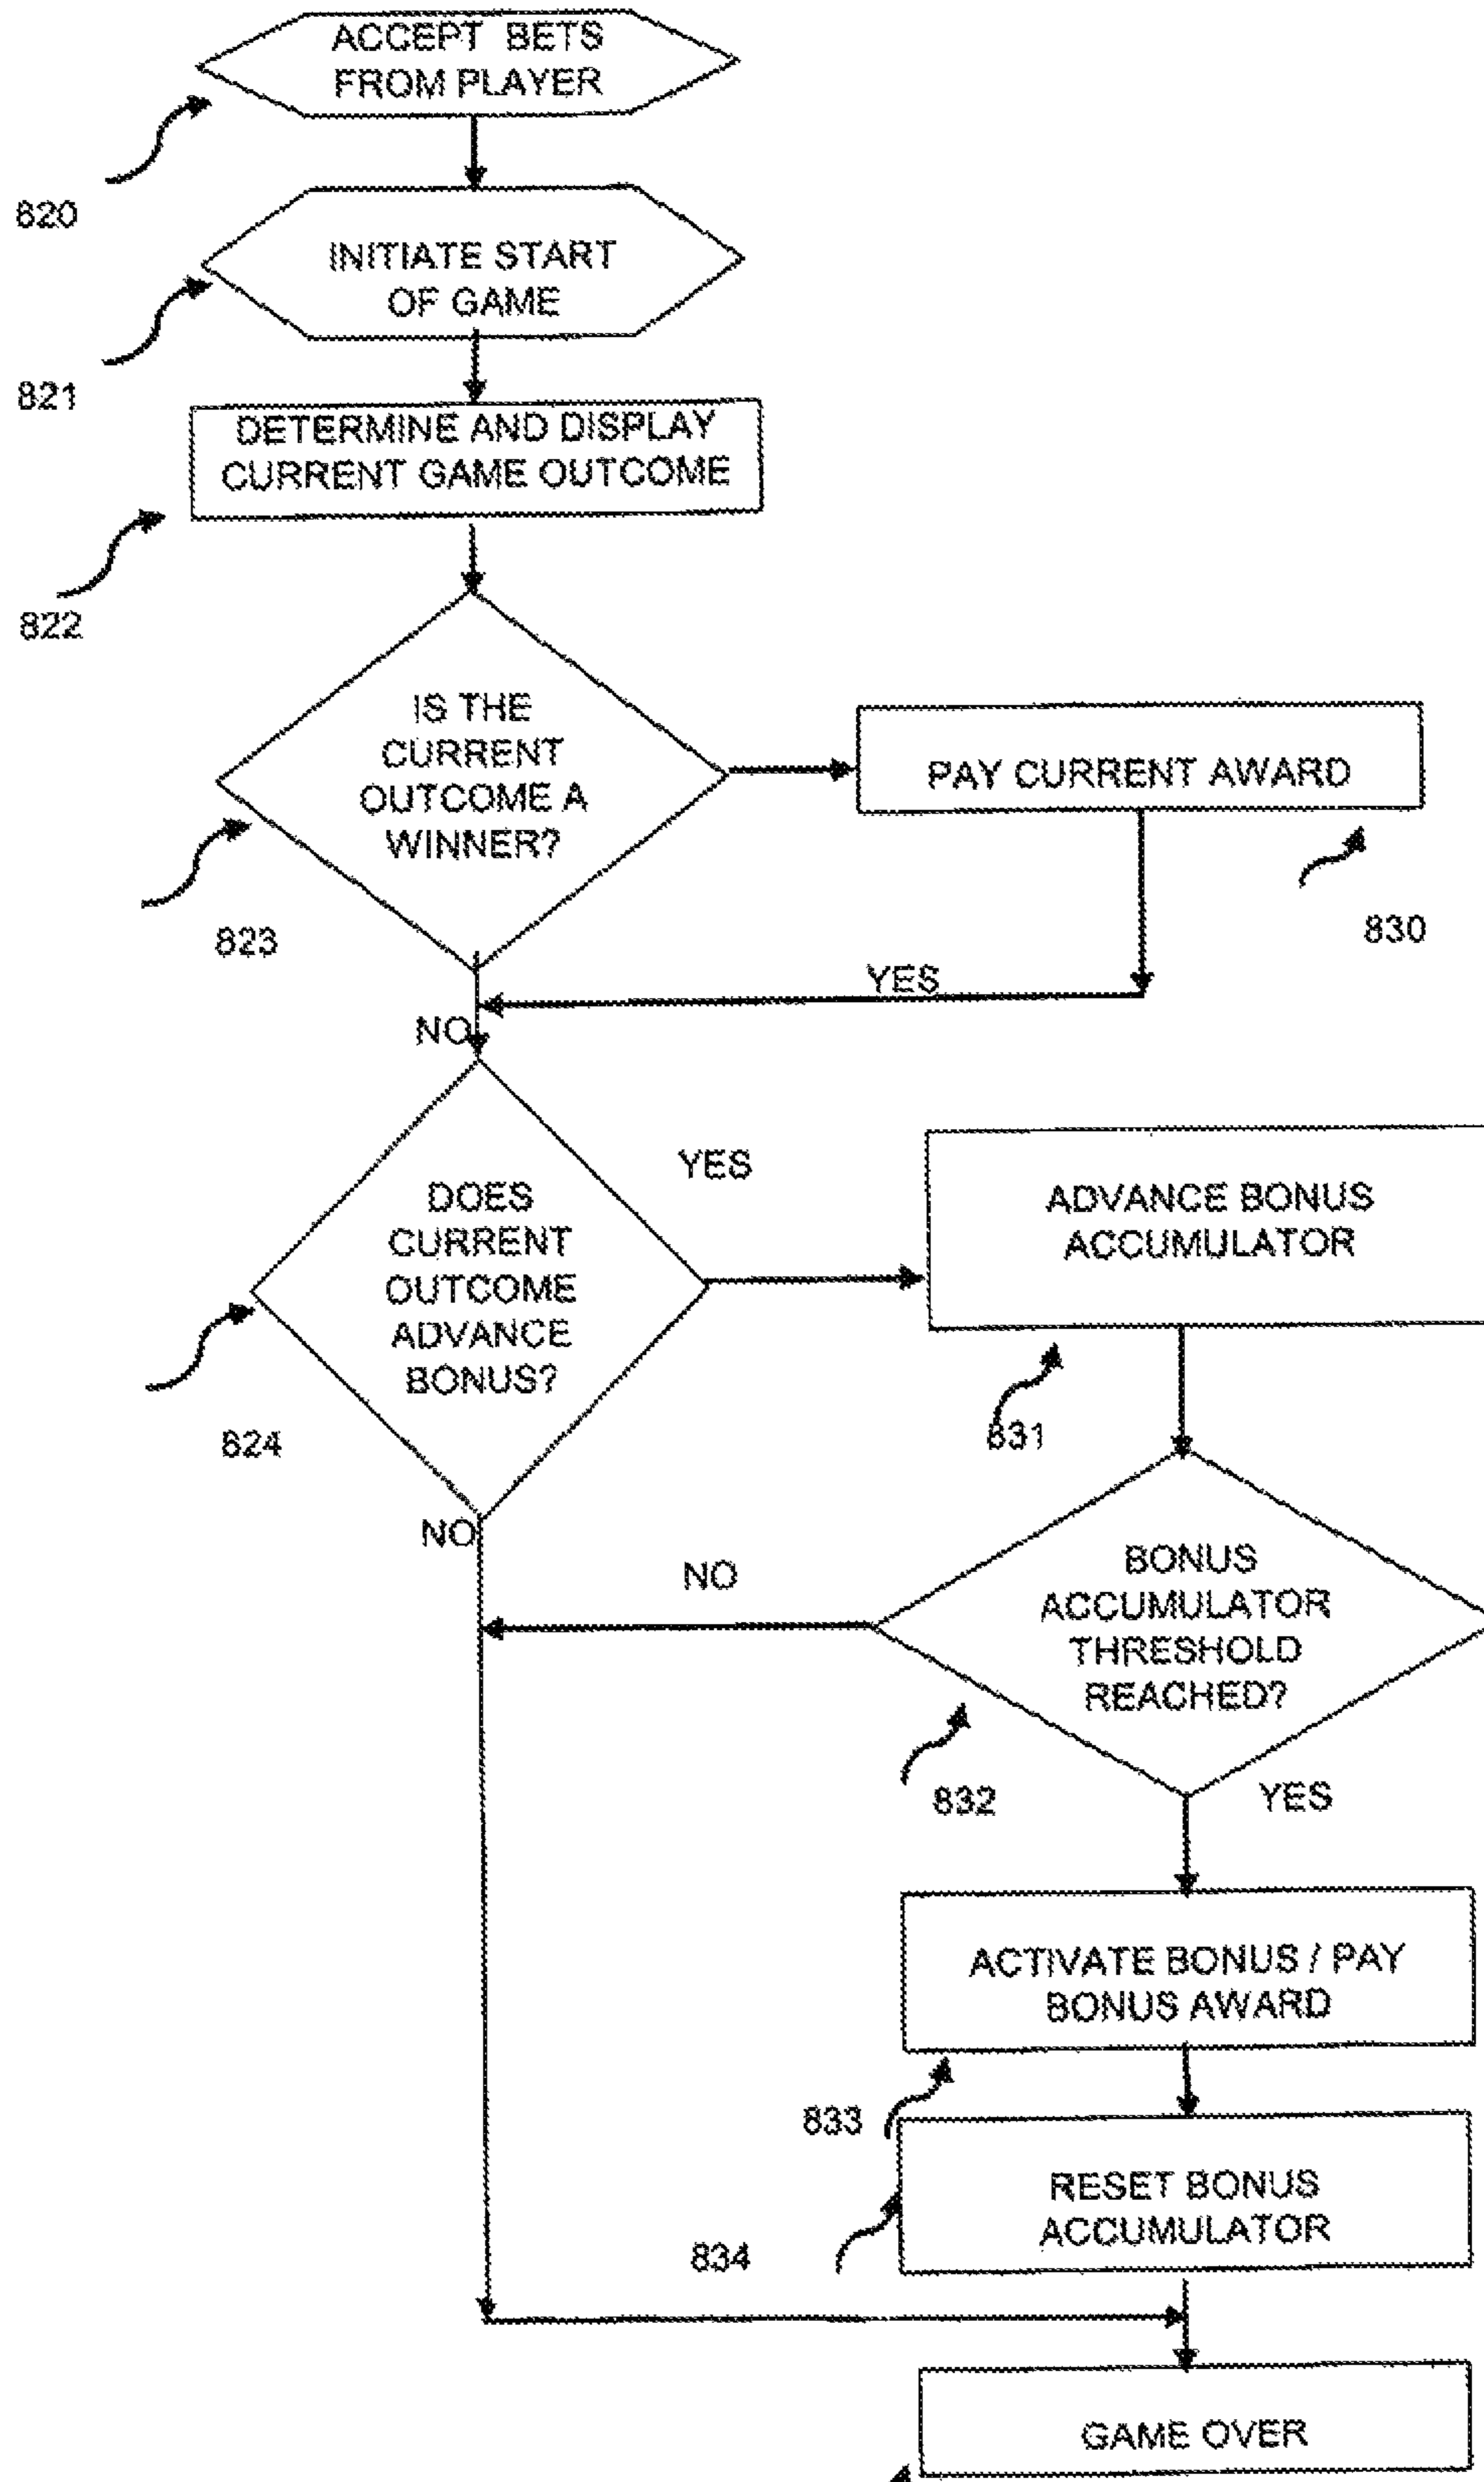 ACCEPT BETS
FROM PLAYER
820
INITIATE START
OF GAME
821
DETERMINE AND DISPLAY
CURRENT GAME OUTCOME
822
IS THE
CURRENT
OUTCOME A
WINNER?
823
PAY CURRENT AWARD
830
YES
NO
DOES
CURRENT
OUTCOME
ADVANCE
BONUS?
824
YES
ADVANCE BONUS
ACCUMULATOR
831
NO
NO
BONUS
ACCUMULATOR
THRESHOLD
REACHED?
832
YES
ACTIVATE BONUS / PAY
BONUS AWARD
833
RESET BONUS
ACCUMULATOR
834
GAME OVER